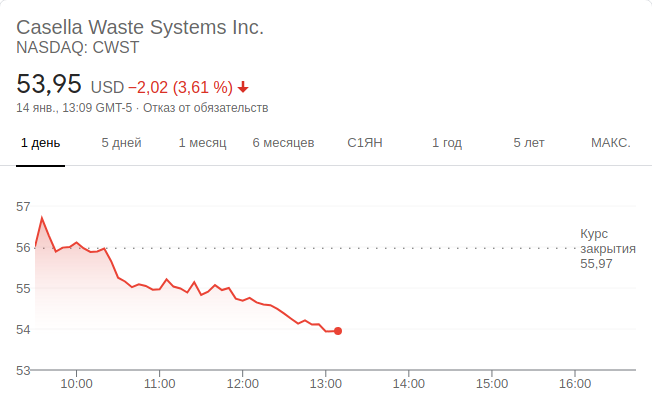 Casella Waste Systems Inc.
NASDAQ: CWST
53,95 USD −2,02 (3,61 %)
14 янв., 13:09 GMT-5 · Отказ от обязательств
1 день 5 дней 1 месяц 6 месяцев С1ЯН 1 год 5 лет МАКС.
57
56
55
54
53
Курс
закрытия
55,97
10:00 11:00 12:00 13:00 14:00 15:00 16:00